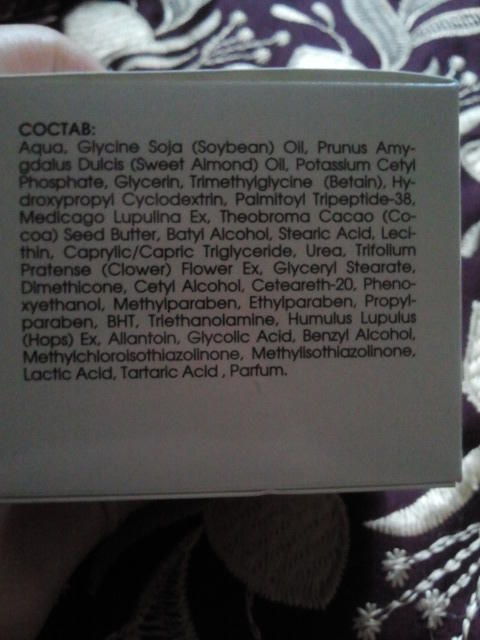 СОСТАВ:
Aqua, Glycine Soja (Soybean) Oil, Prunus Amy-
gdalus Dulcis (Sweet Almond) Oil, Potassium Cetyl
Phosphate, Glycerin, Trimethylglycine (Betain), Hy-
droxypropyl Cyclodextrin, Palmitoyl Tripeptide-38,
Medicago Lupulina Ex, Theobroma Cacao (Co-
coa) Seed Butter, Batyl Alcohol, Stearic Acid, Leci-
thin, Caprylic/Capric Triglyceride, Urea, Trifolium
Pratense (Clower) Flower Ex, Glyceryl Stearate,
Dimethicone, Cetyl Alcohol, Ceteareth-20, Pheno-
xyethanol, Methylparaben, Ethylparaben, Propyl-
paraben, BHT, Triethanolamine, Humulus Lupulus
(Hops) Ex, Allantoin, Glycolic Acid, Benzyl Alcohol,
Methylchloroisothiazolinone, Methylisothiazolinone,
Lactic Acid, Tartaric Acid , Parfum.